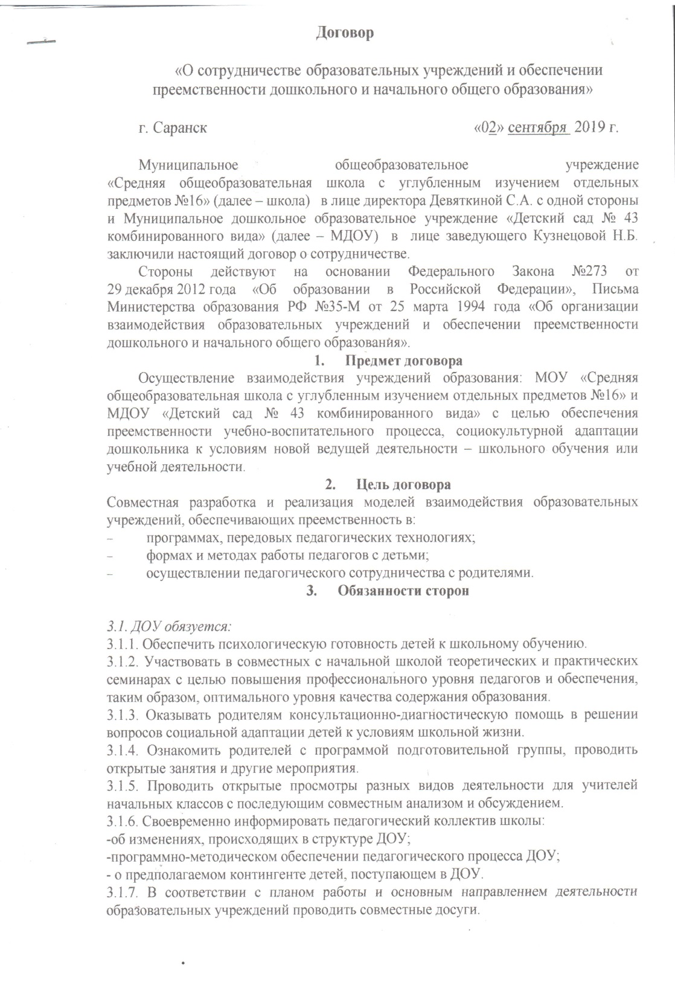 Договор
«О сотрудничестве образовательных учреждений и обеспечении
преемственности дошкольного и начального общего образования»
г. Саранск «02» сентября 2019 г.
Муниципальное общеобразовательное учреждение
«Средняя общеобразовательная школа с углубленным изучением отдельных
предметов №16» (далее – школа) в лице директора Девяткиной С.А. с одной стороны
и Муниципальное дошкольное образовательное учреждение «Детский сад № 43
комбинированного вида» (далее – МДОУ) в лице заведующего Кузнецовой Н.Б.
заключили настоящий договор о сотрудничестве.
Стороны действуют на основании Федерального Закона №273 от
29 декабря 2012 года «Об образовании в Российской Федерации», Письма
Министерства образования РФ №35-М от 25 марта 1994 года «Об организации
взаимодействия образовательных учреждений и обеспечении преемственности
дошкольного и начального общего образования».
1. Предмет договора
Осуществление взаимодействия учреждений образования: МОУ «Средняя
общеобразовательная школа с углубленным изучением отдельных предметов №16» и
МДОУ «Детский сад № 43 комбинированного вида» с целью обеспечения
преемственности учебно-воспитательного процесса, социокультурной адаптации
дошкольника к условиям новой ведущей деятельности – школьного обучения или
учебной деятельности.
2. Цель договора
Совместная разработка и реализация моделей взаимодействия образовательных
учреждений, обеспечивающих преемственность в:
– программах, передовых педагогических технологиях;
– формах и методах работы педагогов с детьми;
– осуществлении педагогического сотрудничества с родителями.
3. Обязанности сторон
3.1. ДОУ обязуется:
3.1.1. Обеспечить психологическую готовность детей к школьному обучению.
3.1.2. Участвовать в совместных с начальной школой теоретических и практических
семинарах с целью повышения профессионального уровня педагогов и обеспечения,
таким образом, оптимального уровня качества содержания образования.
3.1.3. Оказывать родителям консультационно-диагностическую помощь в решении
вопросов социальной адаптации детей к условиям школьной жизни.
3.1.4. Ознакомить родителей с программой подготовительной группы, проводить
открытые занятия и другие мероприятия.
3.1.5. Проводить открытые просмотры разных видов деятельности для учителей
начальных классов с последующим совместным анализом и обсуждением.
3.1.6. Своевременно информировать педагогический коллектив школы:
-об изменениях, происходящих в структуре ДОУ;
-программно-методическом обеспечении педагогического процесса ДОУ;
- о предполагаемом контингенте детей, поступающем в ДОУ.
3.1.7. В соответствии с планом работы и основным направлением деятельности
образовательных учреждений проводить совместные досуги.